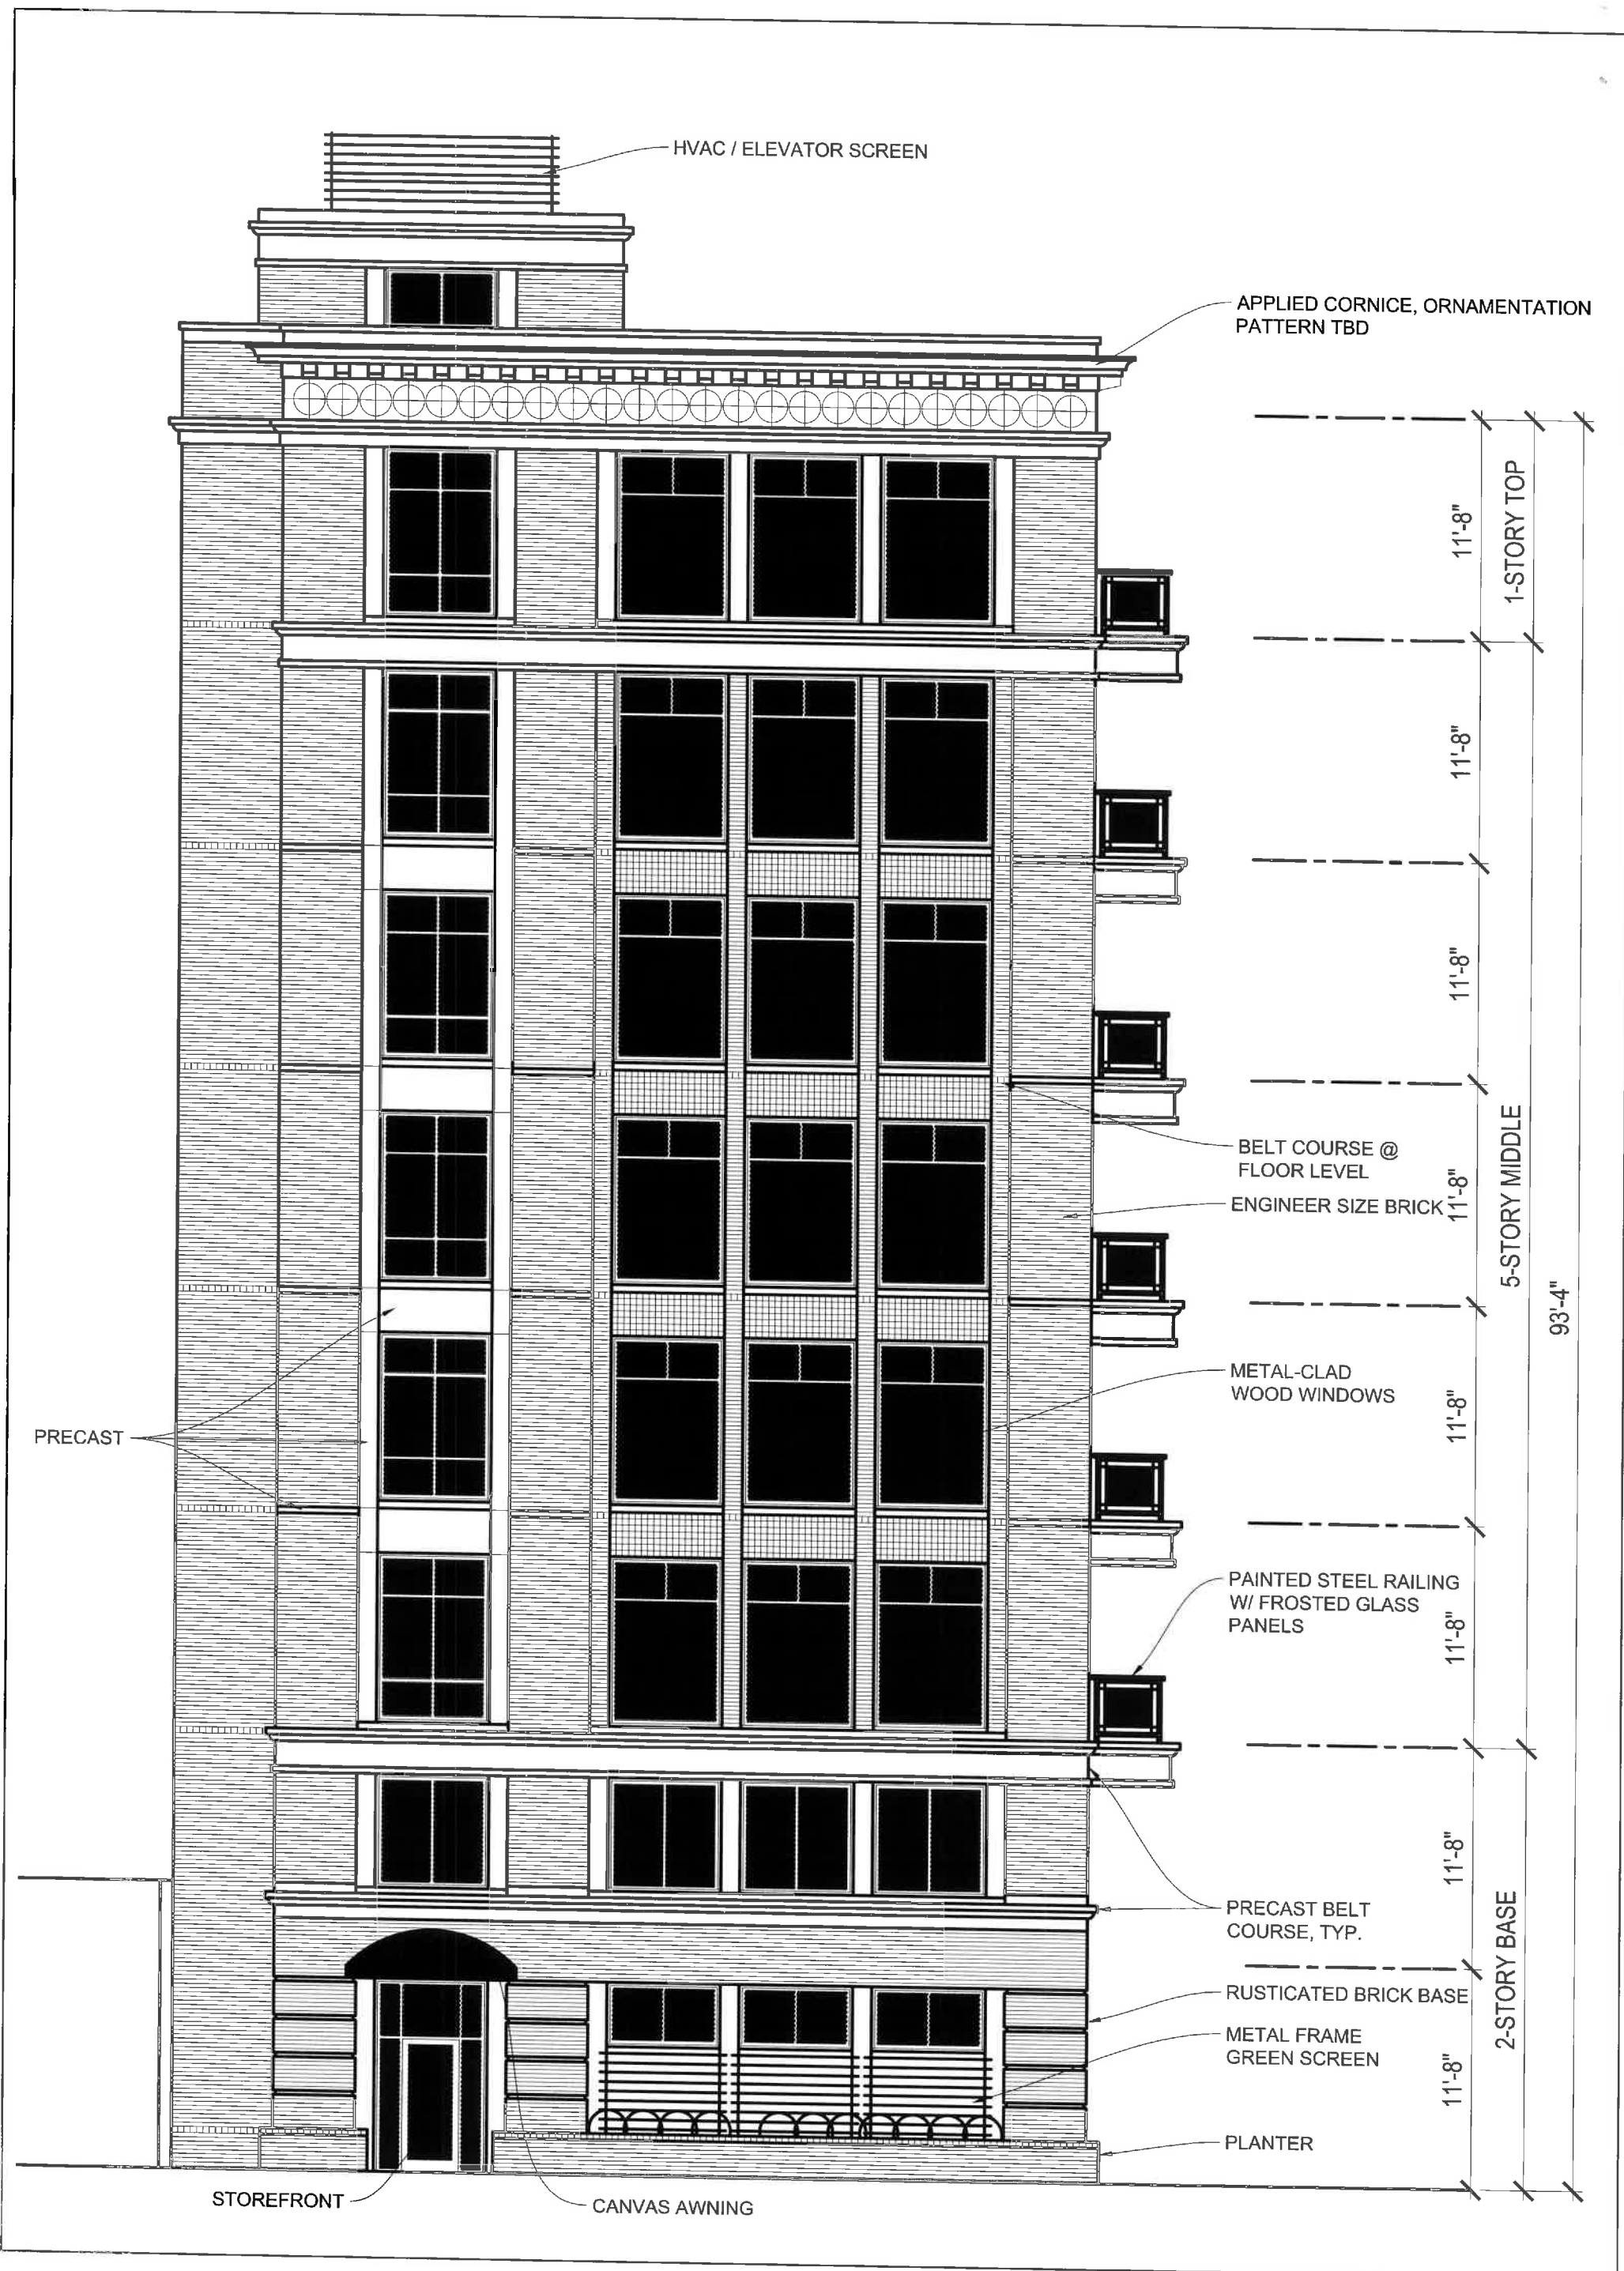 HVAC / ELEVATOR SCREEN
APPLIED CORNICE, ORNAMENTATION
PATTERN TBD
11'-8"
1-STORY TOP
11'-8"
11'-8"
BELT COURSE @
FLOOR LEVEL
ENGINEER SIZE BRICK
11'-8"
5-STORY MIDDLE
93'-4"
METAL-CLAD
WOOD WINDOWS
11'-8"
PRECAST
PAINTED STEEL RAILING
W/ FROSTED GLASS
PANELS
11'-8"
11'-8"
PRECAST BELT
COURSE, TYP.
2-STORY BASE
RUSTICATED BRICK BASE
METAL FRAME
GREEN SCREEN
11'-8"
PLANTER
STOREFRONT
CANVAS AWNING